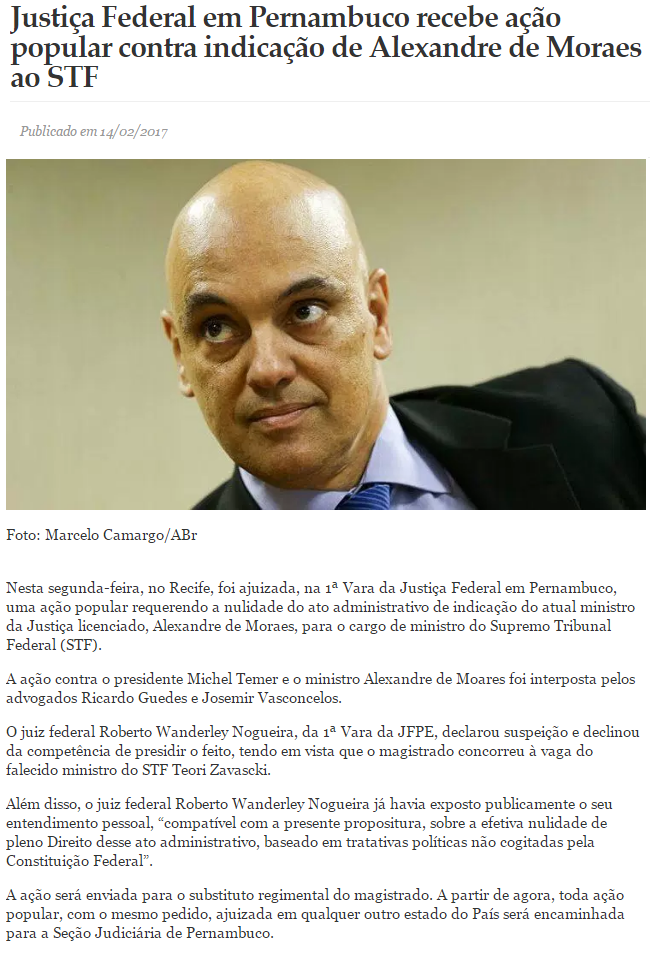 Justiça Federal em Pernambuco recebe ação
popular contra indicação de Alexandre de Moraes
ao STF
Publicado em 14/02/2017
Foto: Marcelo Camargo/ABr
Nesta segunda-feira, no Recife, foi ajuizada, na 1ª Vara da Justiça Federal em Pernambuco,
uma ação popular requerendo a nulidade do ato administrativo de indicação do atual ministro
da Justiça licenciado, Alexandre de Moraes, para o cargo de ministro do Supremo Tribunal
Federal (STF).
A ação contra o presidente Michel Temer e o ministro Alexandre de Moares foi interposta pelos
advogados Ricardo Guedes e Josemir Vasconcelos.
O juiz federal Roberto Wanderley Nogueira, da 1ª Vara da JFPE, declarou suspeição e declinou
da competência de presidir o feito, tendo em vista que o magistrado concorreu à vaga do
falecido ministro do STF Teori Zavascki.
Além disso, o juiz federal Roberto Wanderley Nogueira já havia exposto publicamente o seu
entendimento pessoal, “compatível com a presente propositura, sobre a efetiva nulidade de
pleno Direito desse ato administrativo, baseado em tratativas políticas não cogitadas pela
Constituição Federal”.
A ação será enviada para o substituto regimental do magistrado. A partir de agora, toda ação
popular, com o mesmo pedido, ajuizada em qualquer outro estado do País será encaminhada
para a Seção Judiciária de Pernambuco.